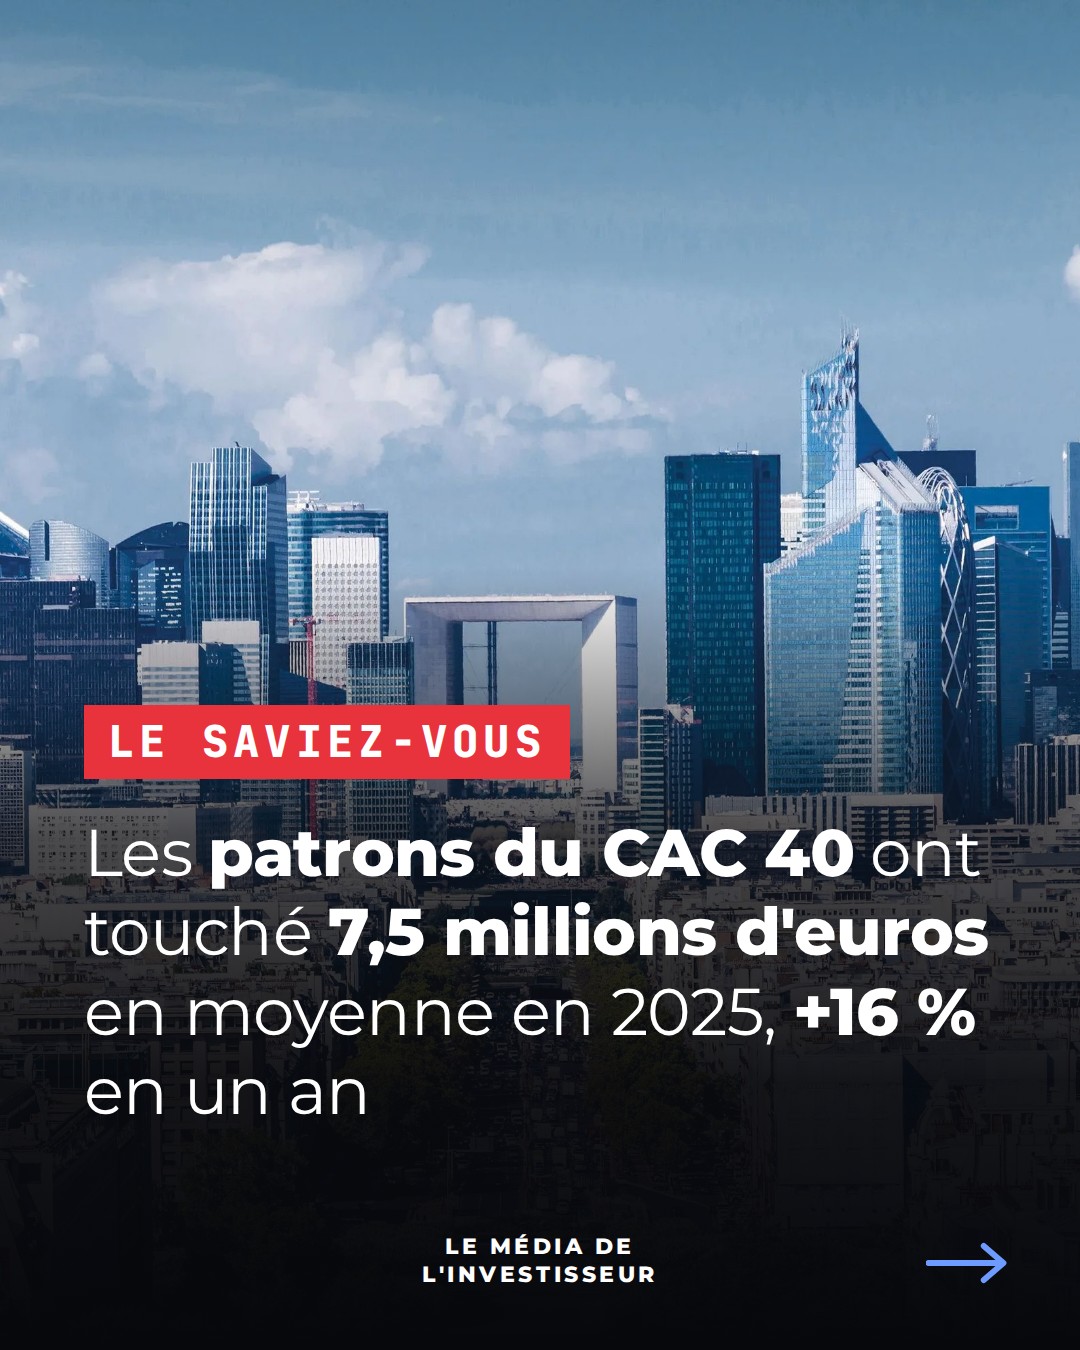 LE SAVIEZ-VOUS
Les patrons du CAC 40 ont
touché 7,5 millions d'euros
en moyenne en 2025, +16 %
en un an
LE MÉDIA DE
L'INVESTISSEUR